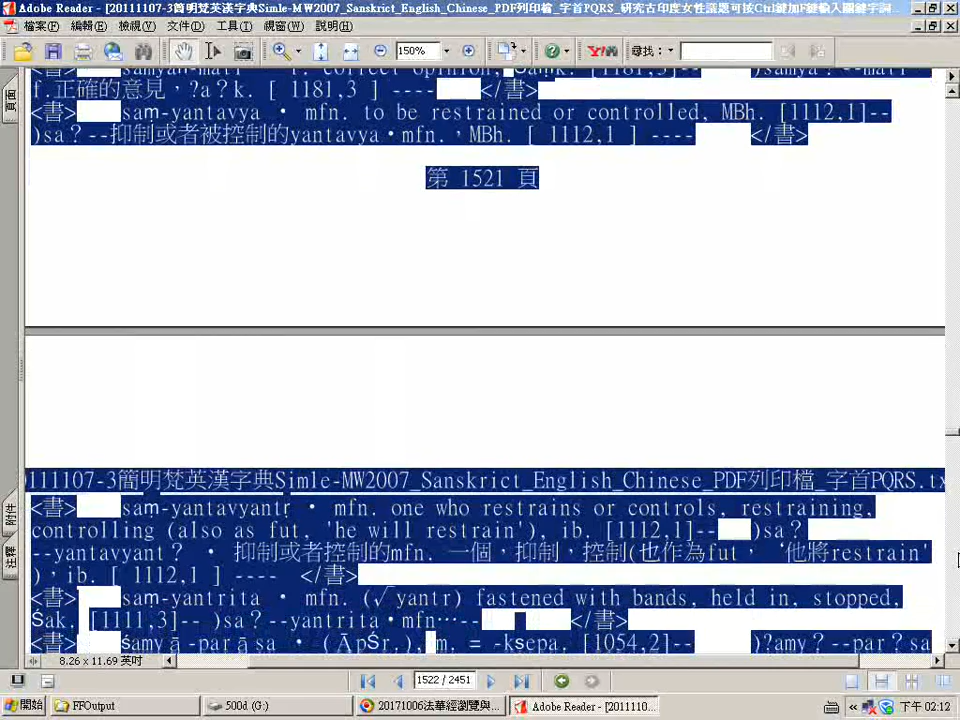 Adobe Reader - [20111107-3簡明梵英漢字典Simle-MW2007_Sanskrict_English_Chinese_PDF列印檔_字首PQRS_研究古印度女性議題可按Ctrl鍵加F鍵輸入關鍵字詞
檔案(F) 編輯(E) 檢視(V) 文件(D) 工具(T) 視窗(W) 說明(H)
150% 尋找：
頁面
<書> samyan-mati f. correct opinion, Śaṃk. [1181,3]-- )samya？--mati
f.正確的意見，?a？k. [ 1181,3 ] ---- </書>
<書> saṃ-yantavya • mfn. to be restrained or controlled, MBh. [1112,1]--
)sa？--抑制或者被控制的yantavya•mfn.，MBh. [ 1112,1 ] ---- </書>
第 1521 頁
0111107-3簡明梵英漢字典Simle-MW2007_Sanskrict_English_Chinese_PDF列印檔_字首PQRS.tx
<書> saṃ-yantavyantṛ • mfn. one who restrains or controls, restraining,
controlling (also as fut, 'he will restrain'), ib. [1112,1]-- )sa？
--yantavyant？ • 抑制或者控制的mfn. 一個，抑制，控制(也作為fut，‘他將restrain'
)，ib. [ 1112,1 ] ---- </書>
<書> saṃ-yantrita • mfn. (√ yantr) fastened with bands, held in, stopped,
Śak. [1111,3]-- )sa？--yantrita•mfn…-- </書>
<書> śamyā-parāsa • (ĀpŚr.), m. = -kṣepa. [1054,2]-- )?amy？--par？sa
附件
注釋
8.26 x 11.69 英吋
1522 / 2451
開始 FFOutput 500d (G:) 20171006法華經瀏覽與... Adobe Reader - [2011110... 下午 02:12